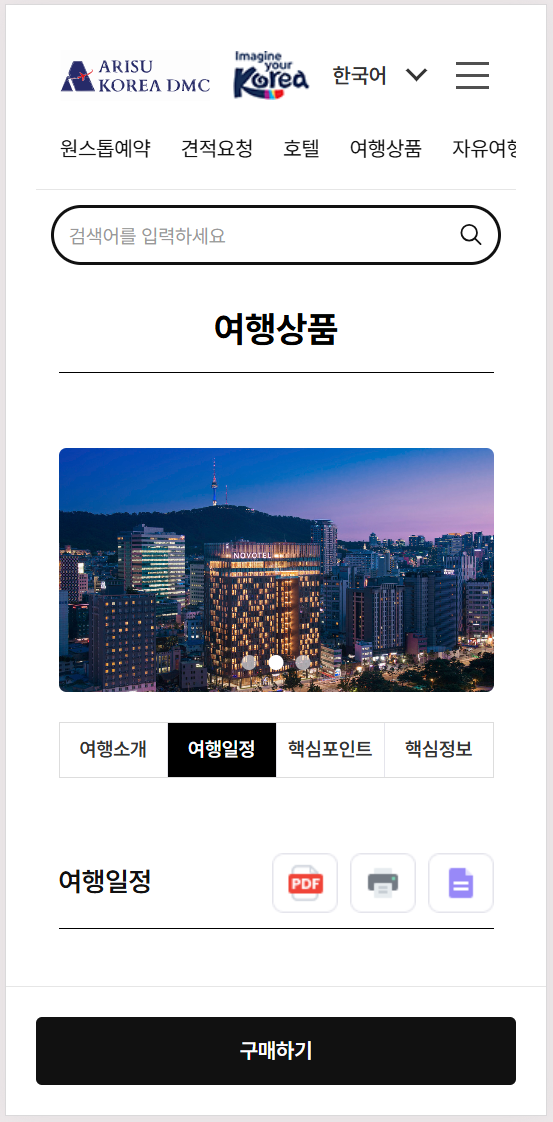 ARISU
KOREA DMC
Imagine
your
Korea
한국어
원스톱예약 견적요청 호텔 여행상품 자유여행
검색어를 입력하세요
여행상품
NOVOTEL
여행소개 여행일정 핵심포인트 핵심정보
여행일정
PDF
구매하기